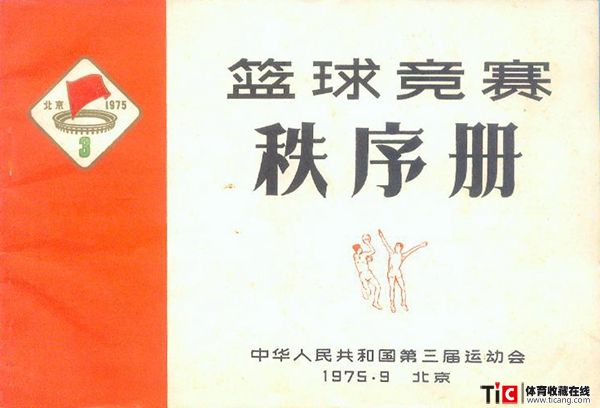 北京 1975
3
篮球竞赛
秩序册
中华人民共和国第三届运动会
1975·9 北京
TiC 体育收藏在线
www.ticang.com